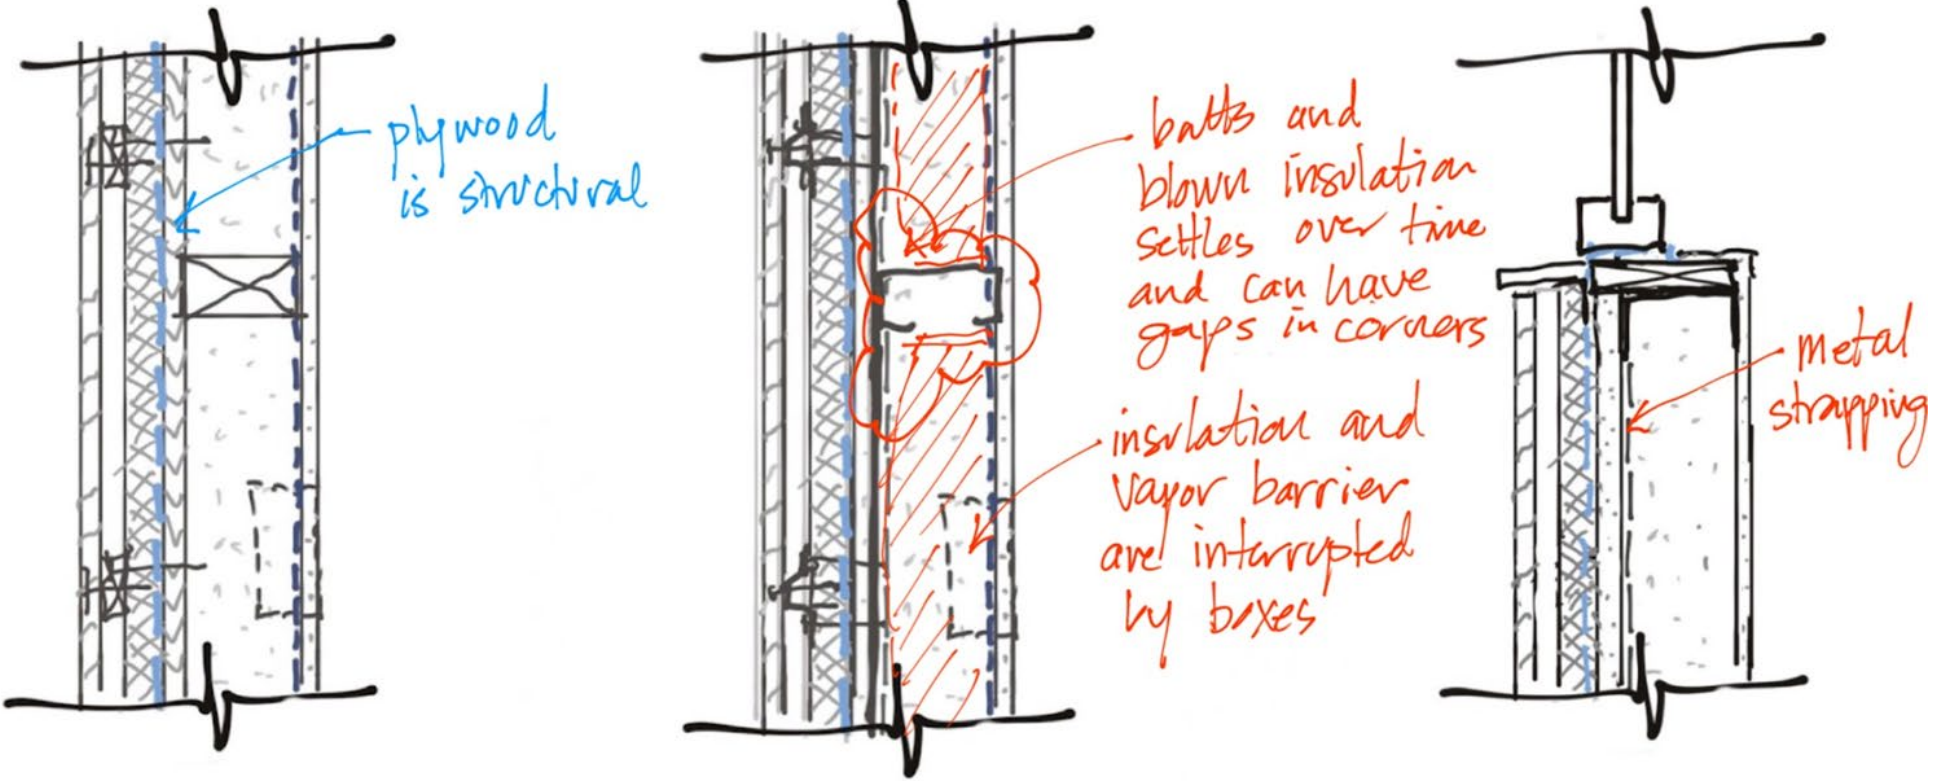 plywood
is structural
batts and
blown insulation
settles over time
and can have
gaps in corners
insulation and
vapor barrier
are interrupted
by boxes
metal
strapping